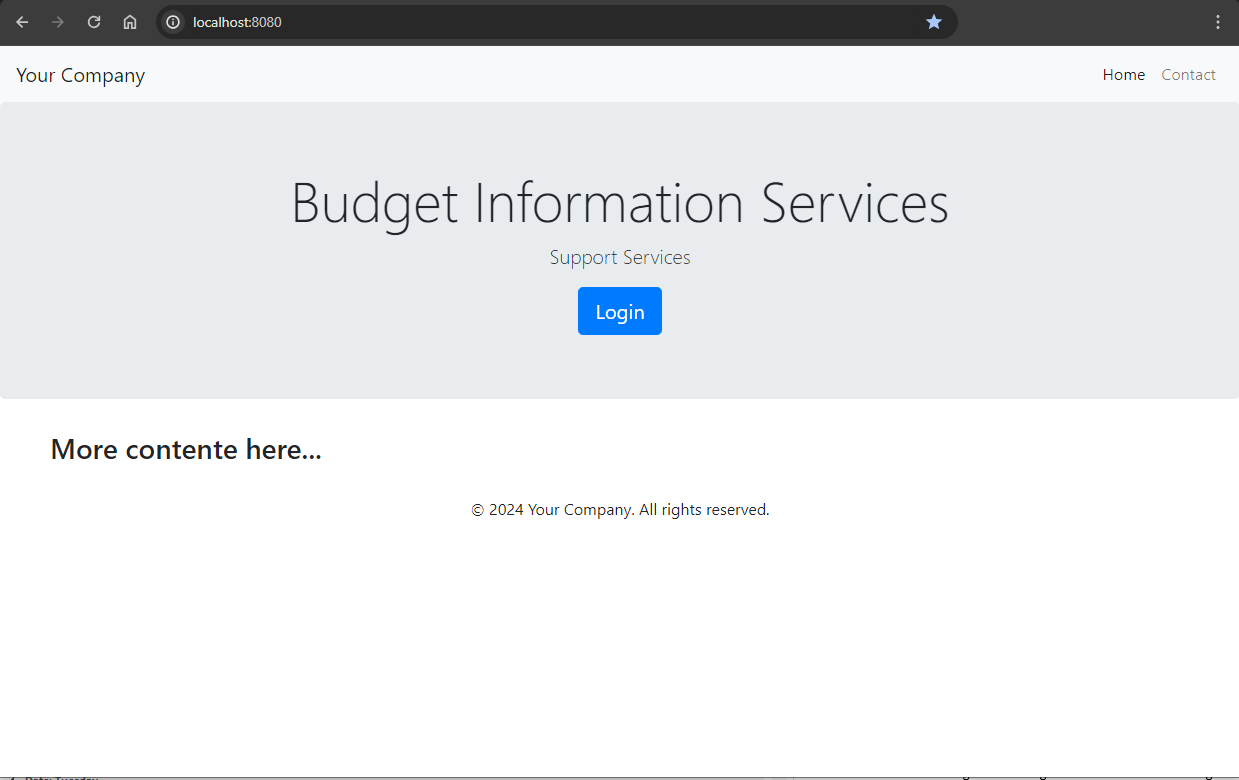 localhost:8080
Your Company
Home
Contact
Budget Information Services
Support Services
Login
More contente here...
© 2024 Your Company. All rights reserved.